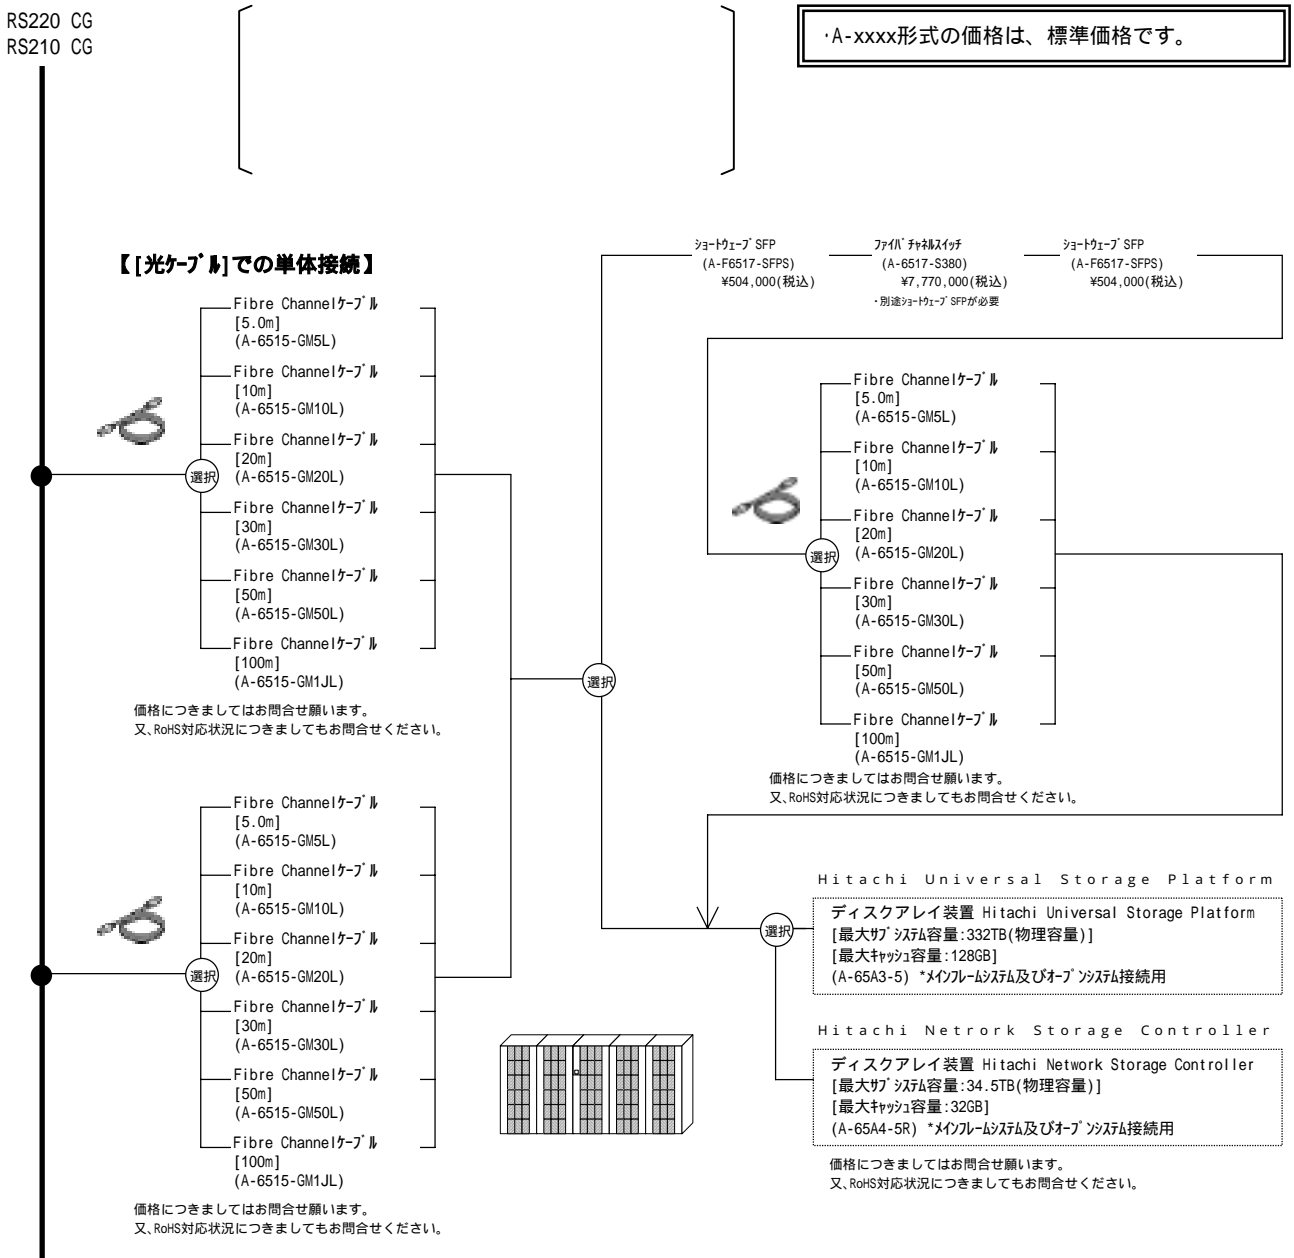 RS220 CG
RS210 CG
･A-xxxx形式の価格は、標準価格です。
【[光ｹｰﾌﾞﾙ]での単体接続】
Fibre Channelｹｰﾌﾞﾙ
[5.0m]
(A-6515-GM5L)
Fibre Channelｹｰﾌﾞﾙ
[10m]
(A-6515-GM10L)
Fibre Channelｹｰﾌﾞﾙ
[20m]
(A-6515-GM20L)
選択
Fibre Channelｹｰﾌﾞﾙ
[30m]
(A-6515-GM30L)
Fibre Channelｹｰﾌﾞﾙ
[50m]
(A-6515-GM50L)
Fibre Channelｹｰﾌﾞﾙ
[100m]
(A-6515-GM1JL)
価格につきましてはお問合せ願います。
又､RoHS対応状況につきましてもお問合せください。
Fibre Channelｹｰﾌﾞﾙ
[5.0m]
(A-6515-GM5L)
Fibre Channelｹｰﾌﾞﾙ
[10m]
(A-6515-GM10L)
Fibre Channelｹｰﾌﾞﾙ
[20m]
(A-6515-GM20L)
選択
Fibre Channelｹｰﾌﾞﾙ
[30m]
(A-6515-GM30L)
Fibre Channelｹｰﾌﾞﾙ
[50m]
(A-6515-GM50L)
Fibre Channelｹｰﾌﾞﾙ
[100m]
(A-6515-GM1JL)
価格につきましてはお問合せ願います。
又､RoHS対応状況につきましてもお問合せください。
選択
ｼｮｰﾄｳｪｰﾌﾞSFP
(A-F6517-SFPS)
¥504,000(税込)
ﾌｧｲﾊﾞﾁｬﾈﾙｽｲｯﾁ
(A-6517-S380)
¥7,770,000(税込)
･別途ｼｮｰﾄｳｪｰﾌﾞSFPが必要
ｼｮｰﾄｳｪｰﾌﾞSFP
(A-F6517-SFPS)
¥504,000(税込)
Fibre Channelｹｰﾌﾞﾙ
[5.0m]
(A-6515-GM5L)
Fibre Channelｹｰﾌﾞﾙ
[10m]
(A-6515-GM10L)
Fibre Channelｹｰﾌﾞﾙ
[20m]
(A-6515-GM20L)
選択
Fibre Channelｹｰﾌﾞﾙ
[30m]
(A-6515-GM30L)
Fibre Channelｹｰﾌﾞﾙ
[50m]
(A-6515-GM50L)
Fibre Channelｹｰﾌﾞﾙ
[100m]
(A-6515-GM1JL)
価格につきましてはお問合せ願います。
又､RoHS対応状況につきましてもお問合せください。
選択
Hitachi Universal Storage Platform
ディスクアレイ装置 Hitachi Universal Storage Platform
[最大ｻﾌﾞｼｽﾃﾑ容量:332TB(物理容量)]
[最大ｷｬｯｼｭ容量:128GB]
(A-65A3-5) *ﾒｲﾝﾌﾚｰﾑｼｽﾃﾑ及びｵｰﾌﾟﾝｼｽﾃﾑ接続用
Hitachi Netrork Storage Controller
ディスクアレイ装置 Hitachi Network Storage Controller
[最大ｻﾌﾞｼｽﾃﾑ容量:34.5TB(物理容量)]
[最大ｷｬｯｼｭ容量:32GB]
(A-65A4-5R) *ﾒｲﾝﾌﾚｰﾑｼｽﾃﾑ及びｵｰﾌﾟﾝｼｽﾃﾑ接続用
価格につきましてはお問合せ願います。
又､RoHS対応状況につきましてもお問合せください。